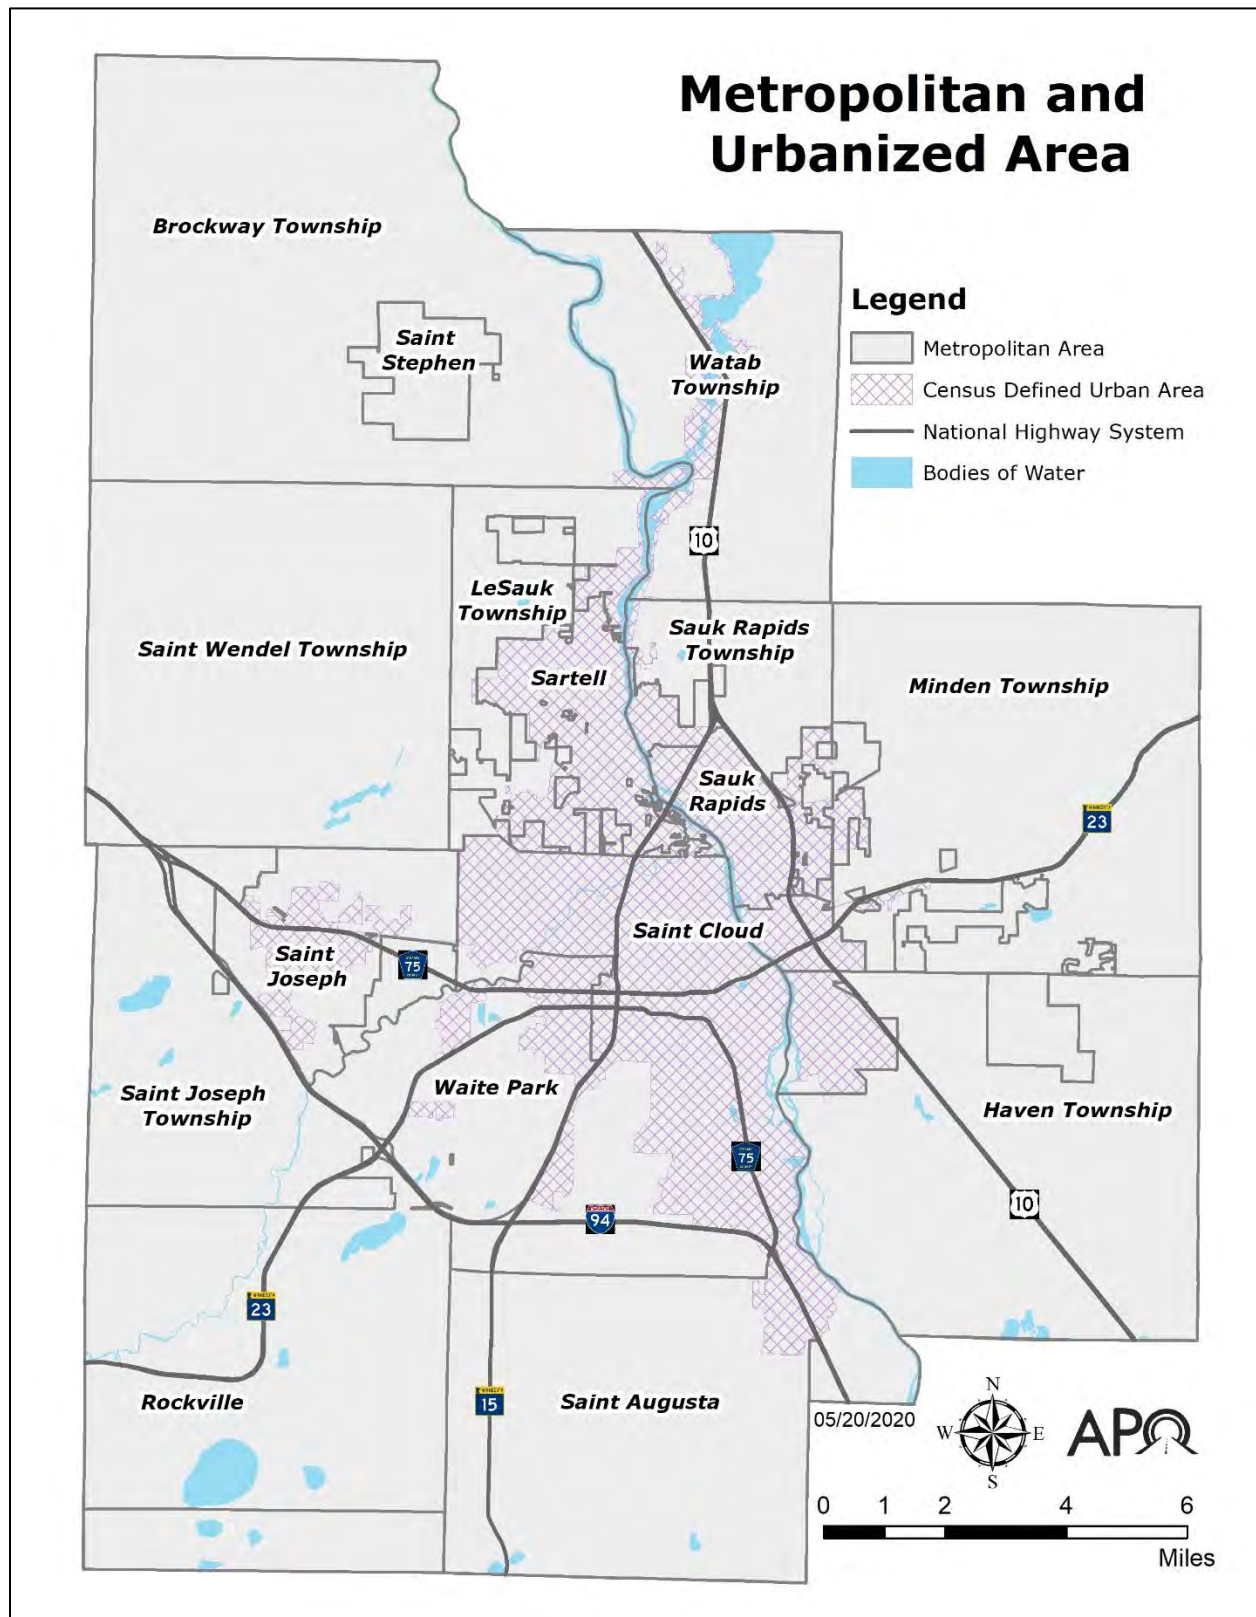 Metropolitan and
Urbanized Area
Brockway Township
Saint
Stephen
Watab
Township
Legend
Metropolitan Area
Census Defined Urban Area
National Highway System
Bodies of Water
10
LeSauk
Township
Sauk Rapids
Township
Saint Wendel Township
Sartell
Minden Township
Sauk
Rapids
MINNESOTA
23
Saint Cloud
Saint
Joseph
75
Waite Park
Saint Joseph
Township
Haven Township
75
10
94
MINNESOTA
23
Rockville
MINNESOTA
15
Saint Augusta
05/20/2020
N
W
E
S
APO
0 1 2 4 6
Miles